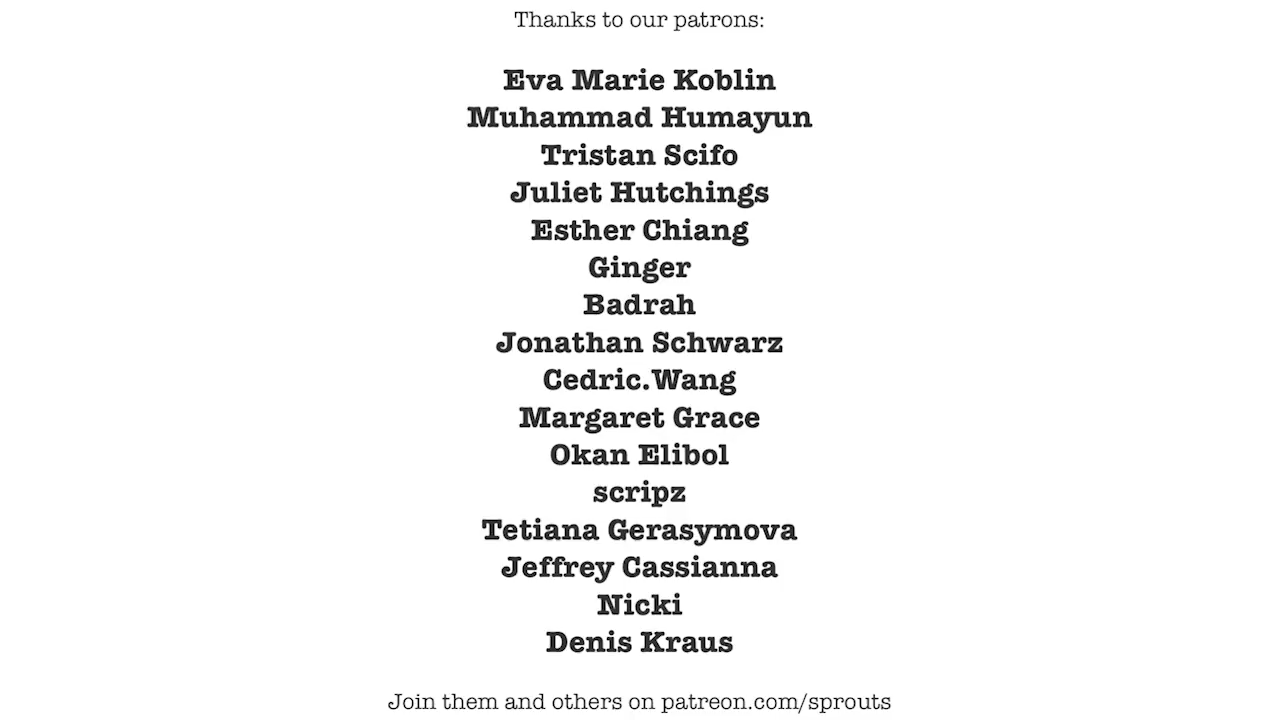 Thanks to our patrons:
Eva Marie Koblin
Muhammad Humayun
Tristan Scifo
Juliet Hutchings
Esther Chiang
Ginger
Badrah
Jonathan Schwarz
Cedric.Wang
Margaret Grace
Okan Elibol
scripz
Tetiana Gerasymova
Jeffrey Cassianna
Nicki
Denis Kraus
Join them and others on patreon.com/sprouts